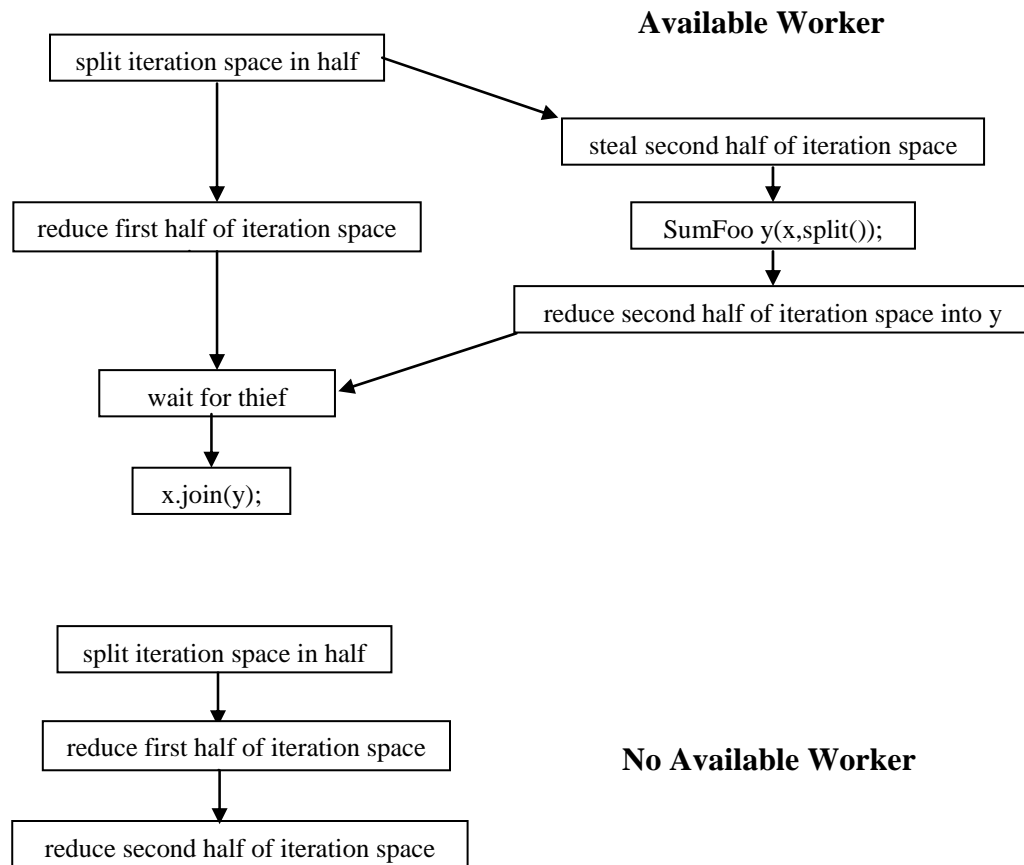 Available Worker
split iteration space in half
steal second half of iteration space
reduce first half of iteration space
SumFoo y(x,split());
reduce second half of iteration space into y
wait for thief
x.join(y);
split iteration space in half
reduce first half of iteration space
No Available Worker
reduce second half of iteration space